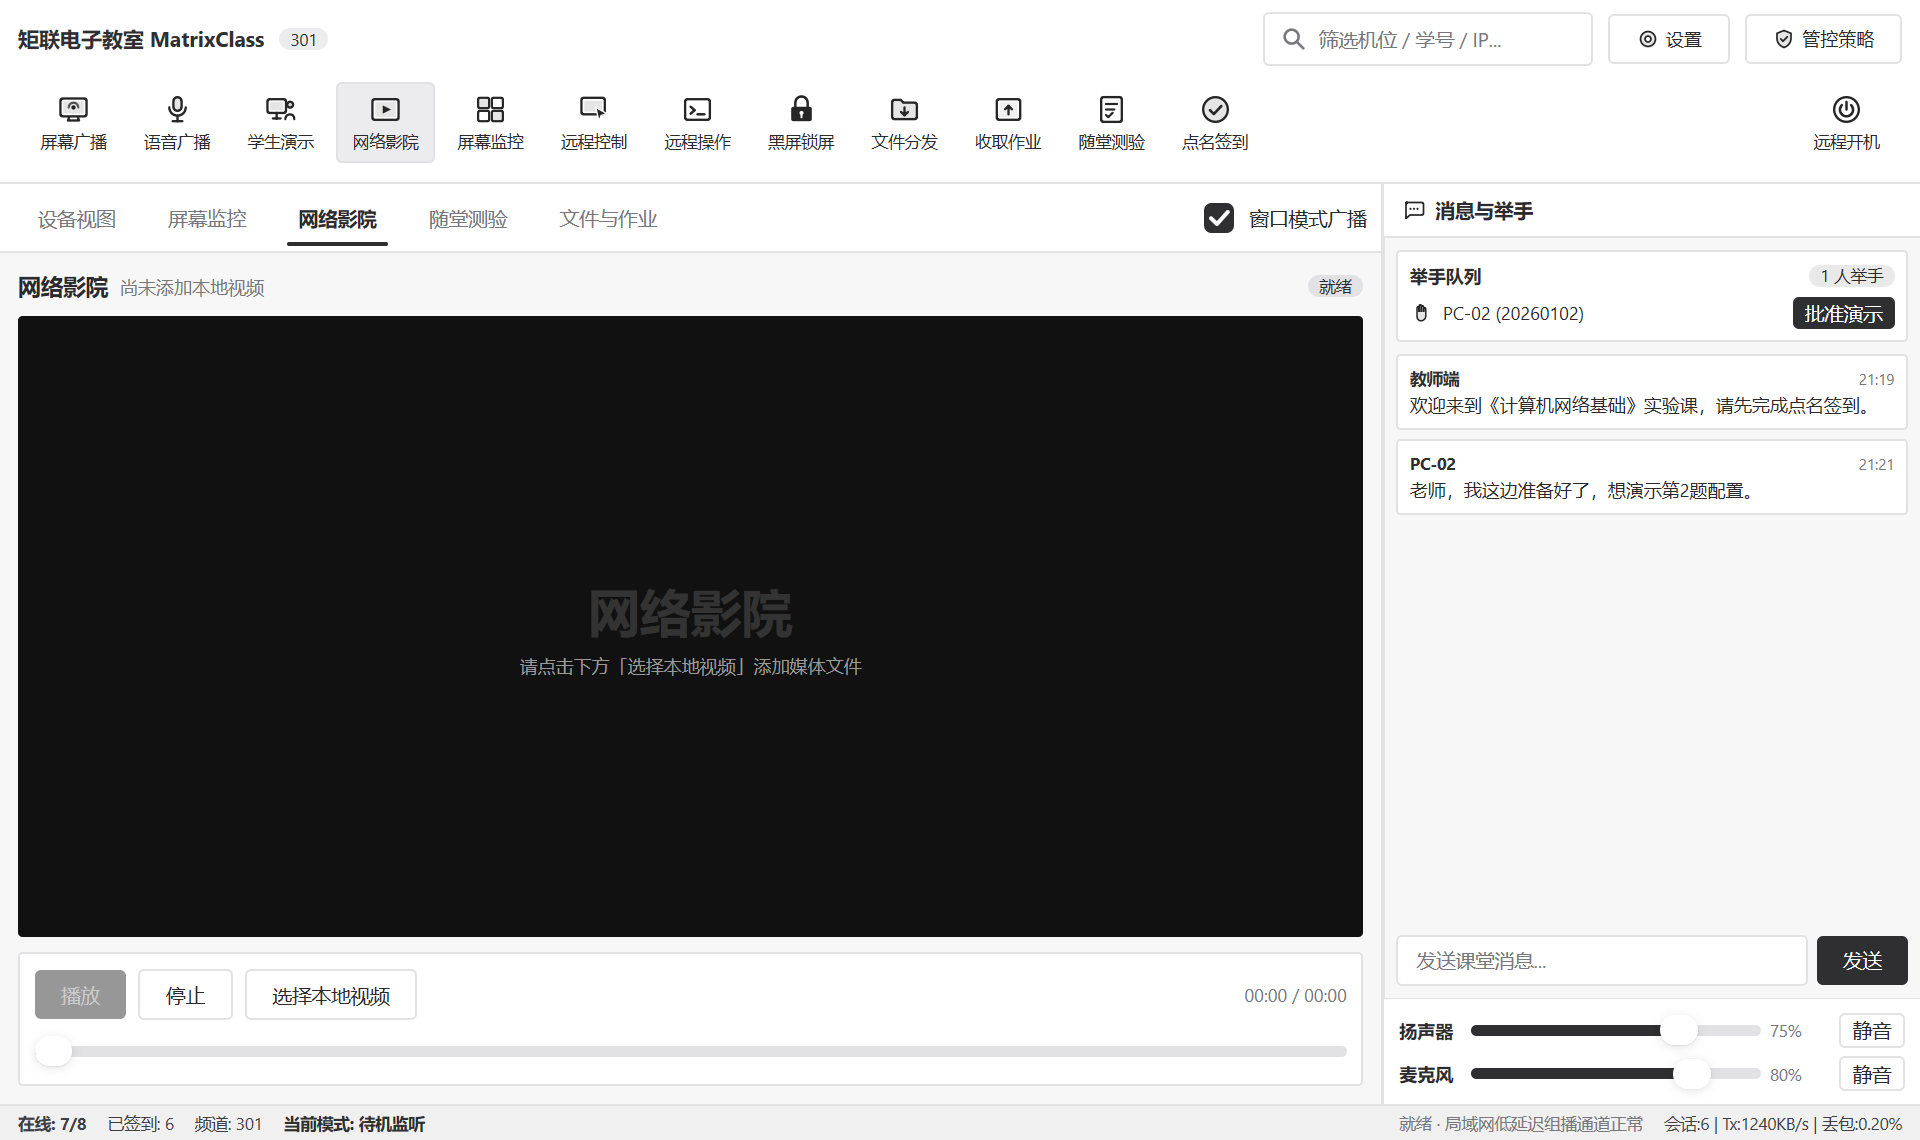 矩联电子教室 MatrixClass 301
筛选机位 / 学号 / IP...
设置
管控策略
屏幕广播 语音广播 学生演示 网络影院 屏幕监控 远程控制 远程操作 黑屏锁屏 文件分发 收取作业 随堂测验 点名签到 远程开机
设备视图 屏幕监控 网络影院 随堂测验 文件与作业 窗口模式广播
网络影院 尚未添加本地视频 就绪
网络影院
请点击下方「选择本地视频」添加媒体文件
播放 停止 选择本地视频 00:00 / 00:00
消息与举手
举手队列 1 人举手
PC-02 (20260102) 批准演示
教师端 21:19
欢迎来到《计算机网络基础》实验课，请先完成点名签到。
PC-02 21:21
老师，我这边准备好了，想演示第2题配置。
发送课堂消息... 发送
扬声器 75% 静音
麦克风 80% 静音
在线: 7/8 已签到: 6 频道: 301 当前模式: 待机监听
就绪 · 局域网低延迟组播通道正常 会话:6 | Tx:1240KB/s | 丢包:0.20%